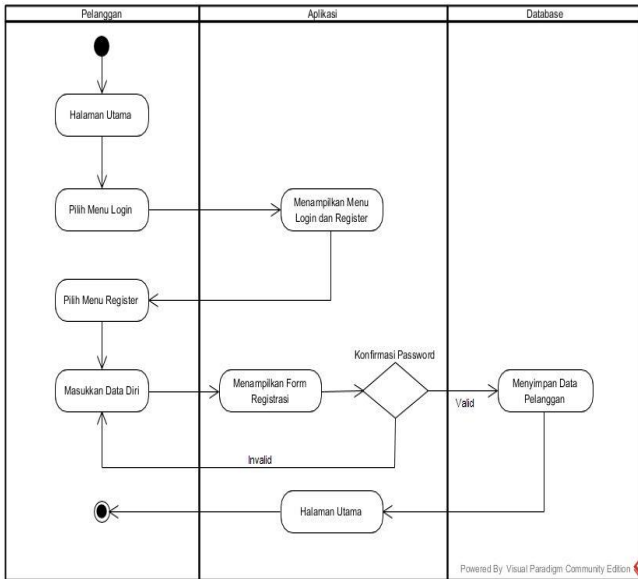 Pelanggan
Aplikasi
Database
Halaman Utama
Pilih Menu Login
Menampilkan Menu
Login dan Register
Pilih Menu Register
Konfirmasi Password
Masukkan Data Diri
Menampilkan Form
Registrasi
Valid
Menyimpan Data
Pelanggan
Invalid
Halaman Utama
Powered By Visual Paradigm Community Edition